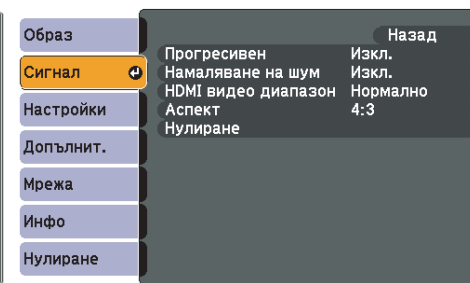 Образ
Сигнал
Настройки
Допълнит.
Мрежа
Инфо
Нулиране
Назад
Прогресивен Изкл.
Намаляване на шум Изкл.
HDMI видео диапазон Нормално
Аспект 4:3
Нулиране